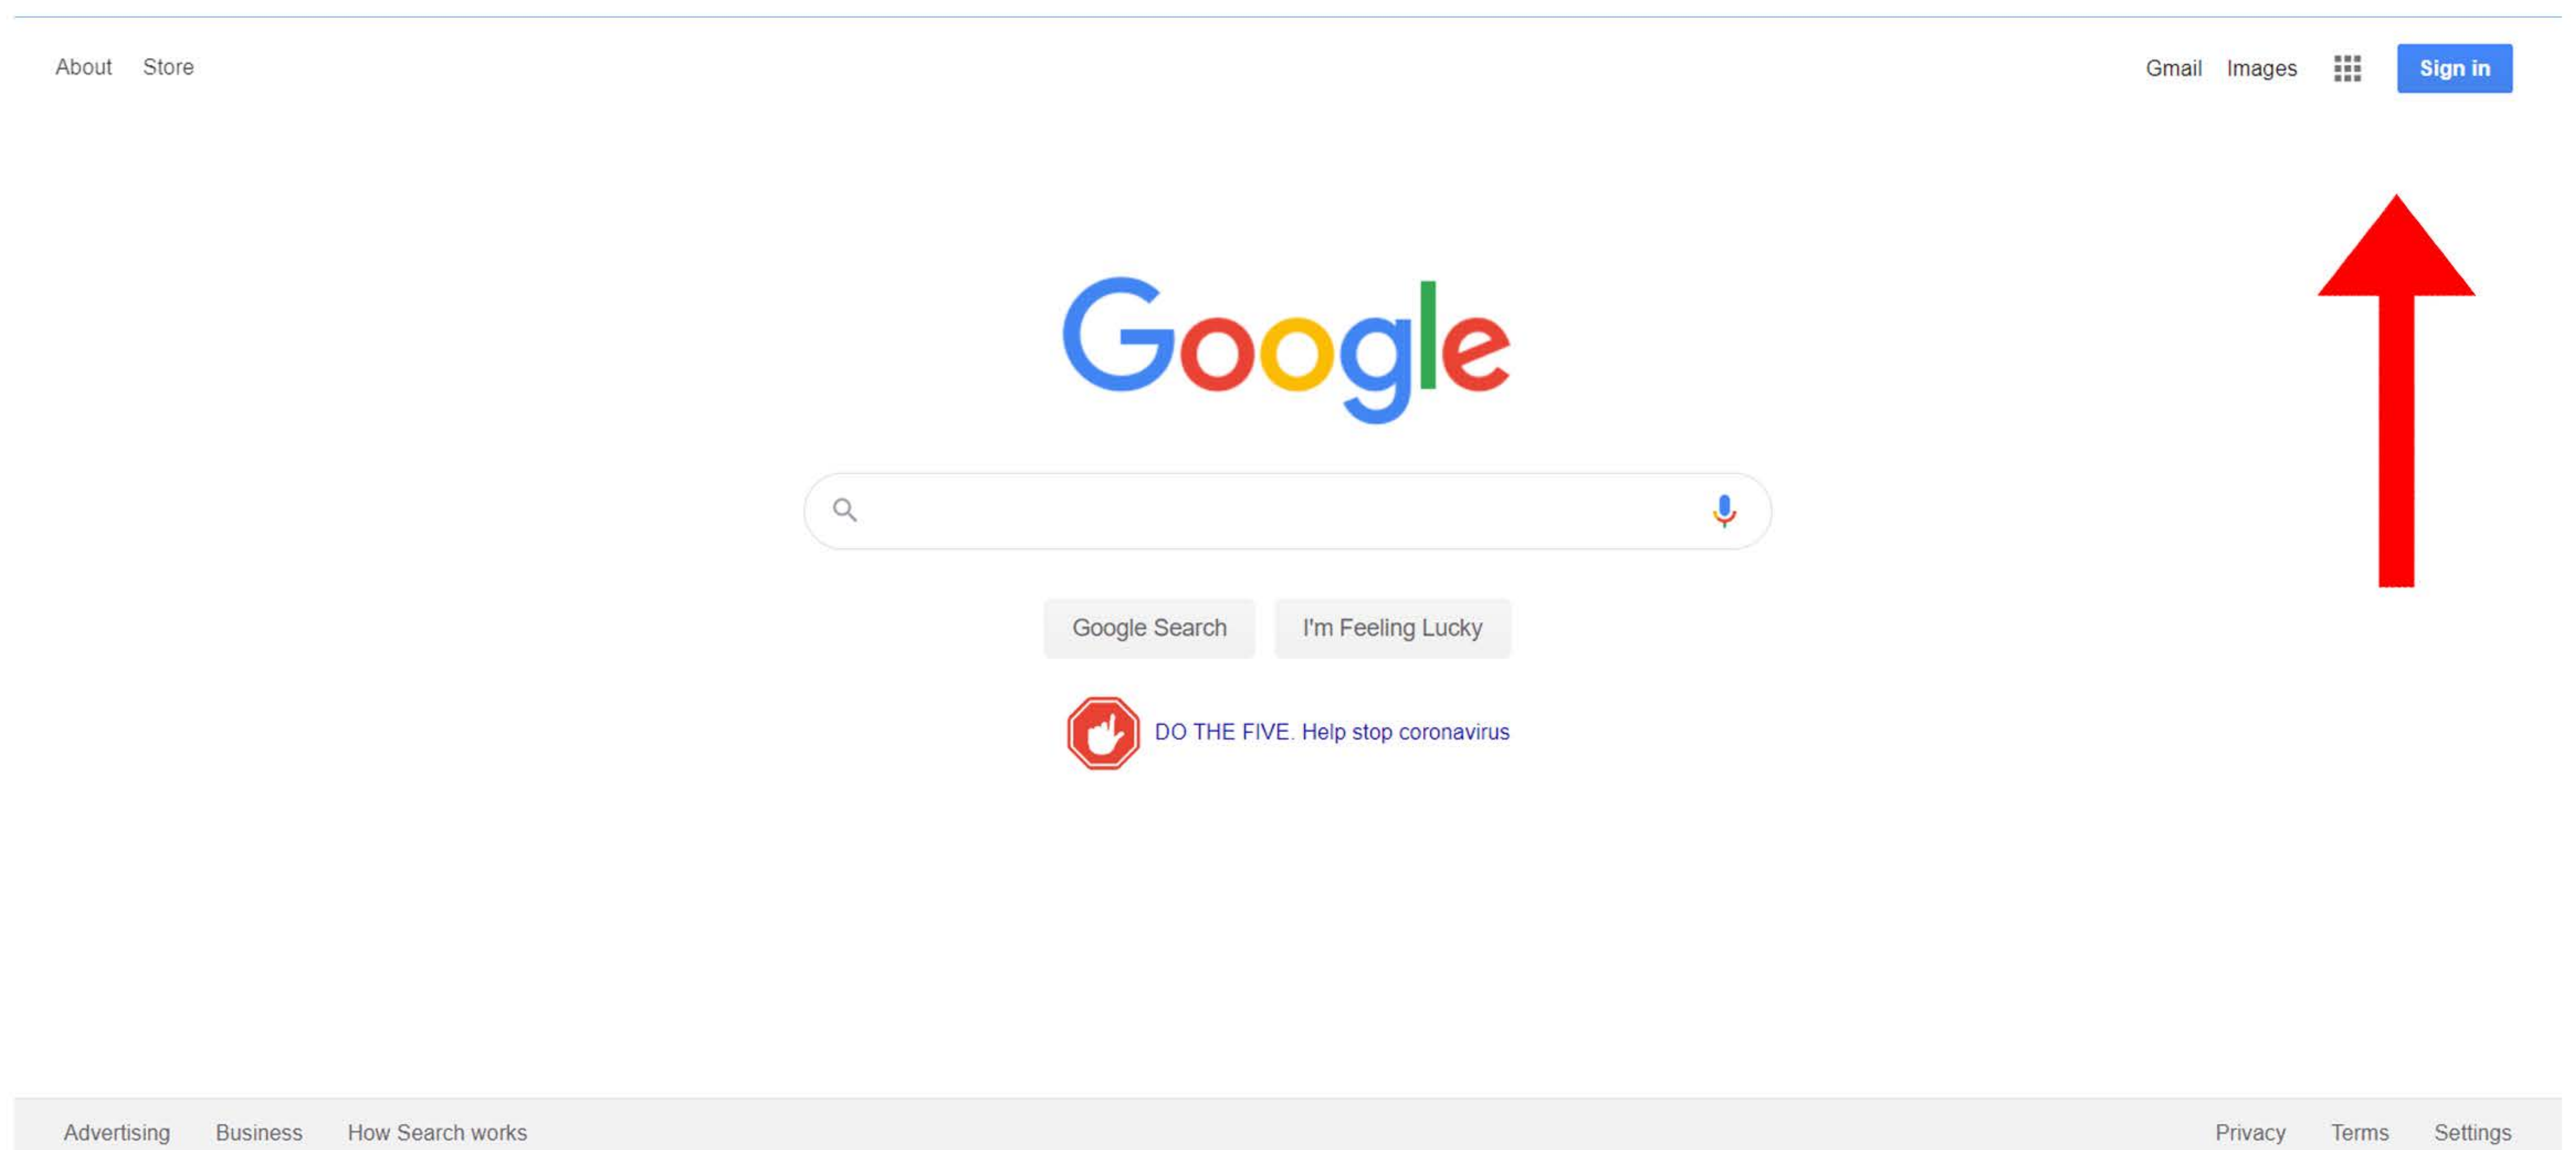 About Store
Gmail Images Sign in
Google
Google Search I'm Feeling Lucky
DO THE FIVE. Help stop coronavirus
Advertising Business How Search works
Privacy Terms Settings